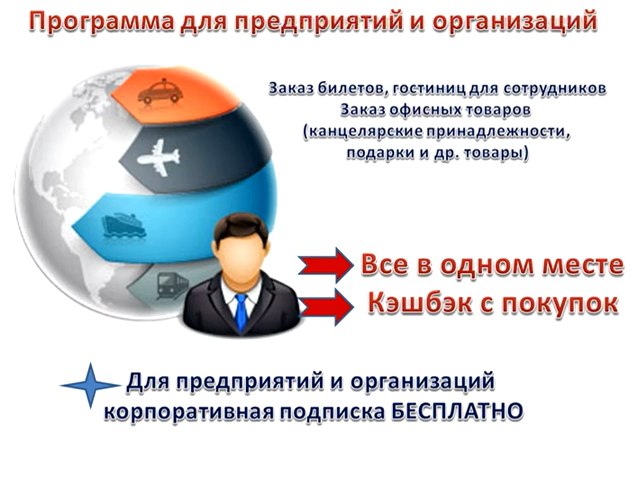 Программа для предприятий и организаций
Заказ билетов, гостиниц для сотрудников
Заказ офисных товаров
(канцелярские принадлежности,
подарки и др. товары)
Все в одном месте
Кэшбэк с покупок
Для предприятий и организаций
корпоративная подписка БЕСПЛАТНО